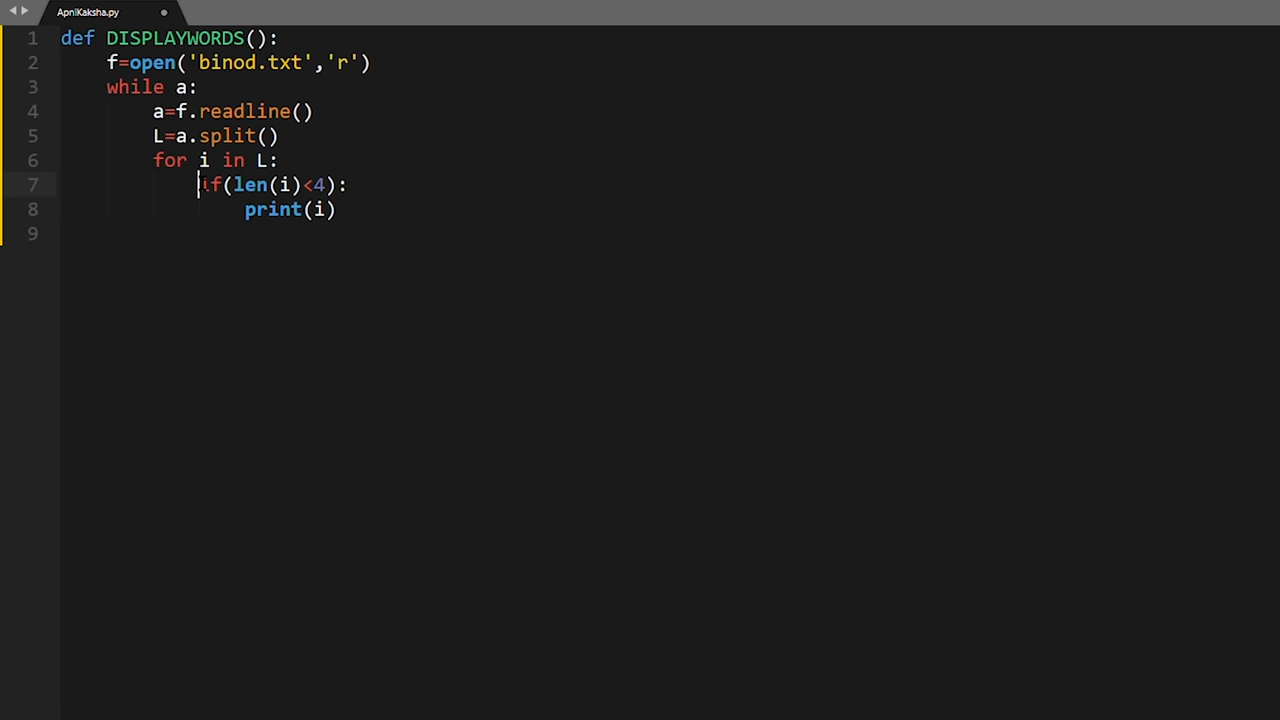 ApniKaksha.py
1 def DISPLAYWORDS():
2     f=open('binod.txt','r')
3     while a:
4         a=f.readline()
5         L=a.split()
6         for i in L:
7             if(len(i)<4):
8                 print(i)
9